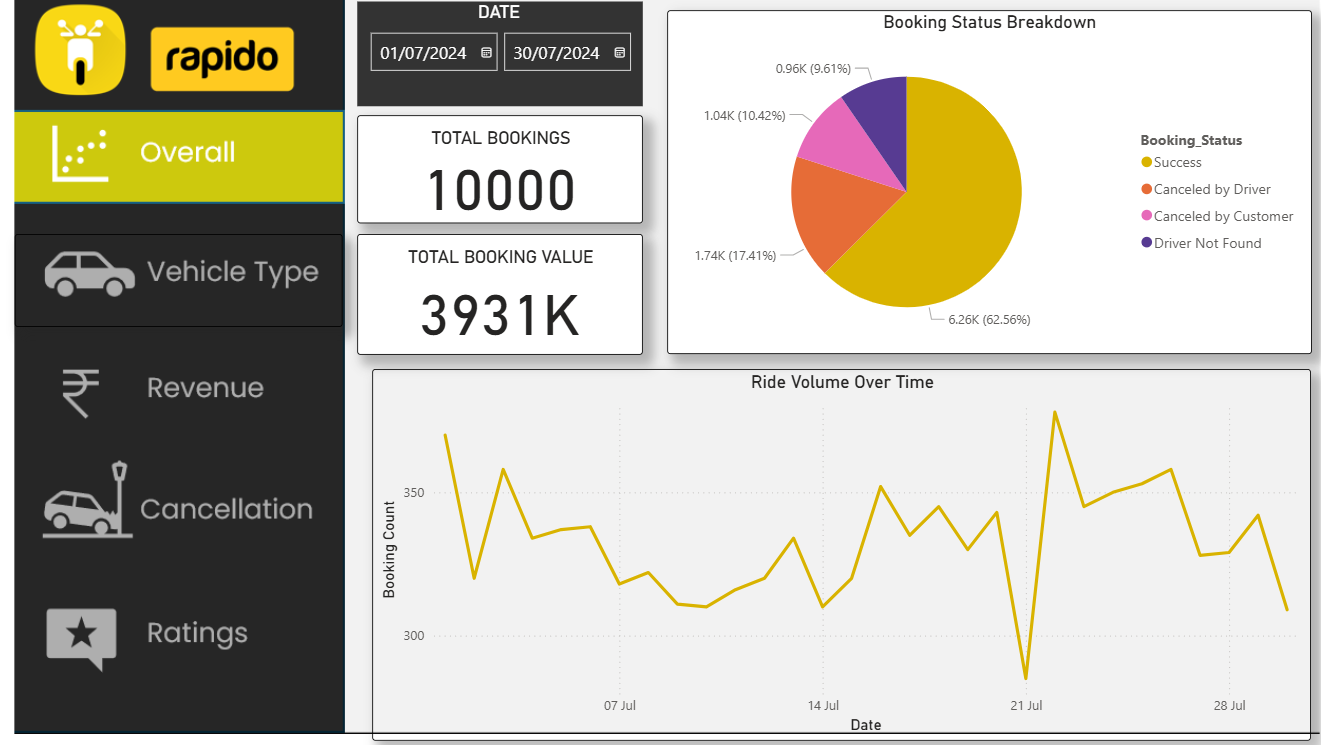 rapido
Overall
Vehicle Type
Revenue
Cancellation
Ratings
DATE
01/07/2024 30/07/2024
TOTAL BOOKINGS
10000
TOTAL BOOKING VALUE
3931K
Booking Status Breakdown
0.96K (9.61%)
1.04K (10.42%)
1.74K (17.41%)
6.26K (62.56%)
Booking_Status
Success
Canceled by Driver
Canceled by Customer
Driver Not Found
Ride Volume Over Time
Booking Count
350
300
07 Jul 14 Jul 21 Jul 28 Jul
Date